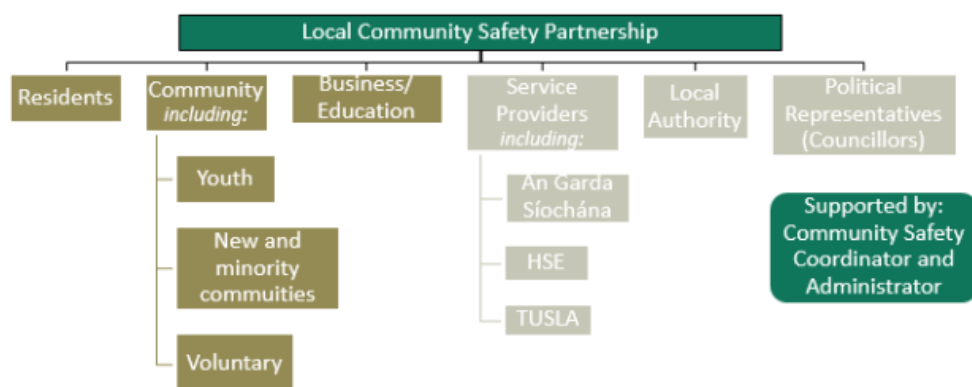 Local Community Safety Partnership
Residents
Community
including:
Youth
New and
minority
commuities
Voluntary
Business/
Education
Service
Providers
including:
An Garda
Síochána
HSE
TUSLA
Local
Authority
Political
Representatives
(Councillors)
Supported by:
Community Safety
Coordinator and
Administrator